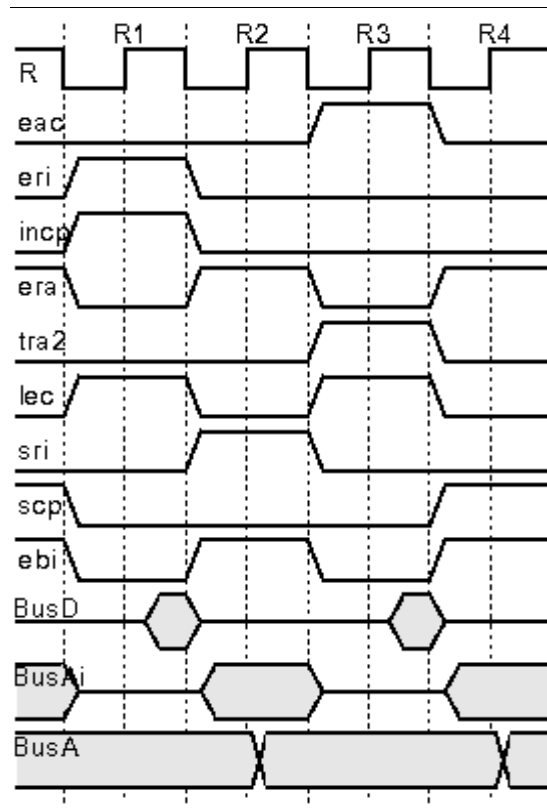 R1 R2 R3 R4
R
eac
eri
incp
era
tra2
lec
sri
scp
ebi
BusD
BusAi
BusA